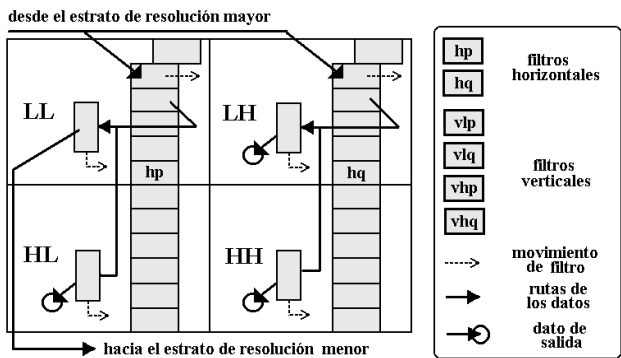 desde el estrato de resolución mayor
LL
LH
hp
hq
HL
HH
hacia el estrato de resolución menor
hp
hq
filtros
horizontales
vlp
vlq
vhp
vhq
filtros
verticales
movimiento
de filtro
rutas de
los datos
dato de
salida